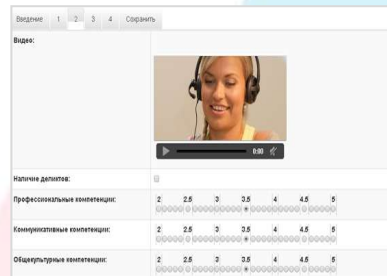 Введение 1 2 3 4 Сохранить
Видео:
0:00
Наличие деликтов:
Профессиональные компетенции: 2 2.5 3 3.5 4 4.5 5
Коммуникативные компетенции: 2 2.5 3 3.5 4 4.5 5
Общекультурные компетенции: 2 2.5 3 3.5 4 4.5 5